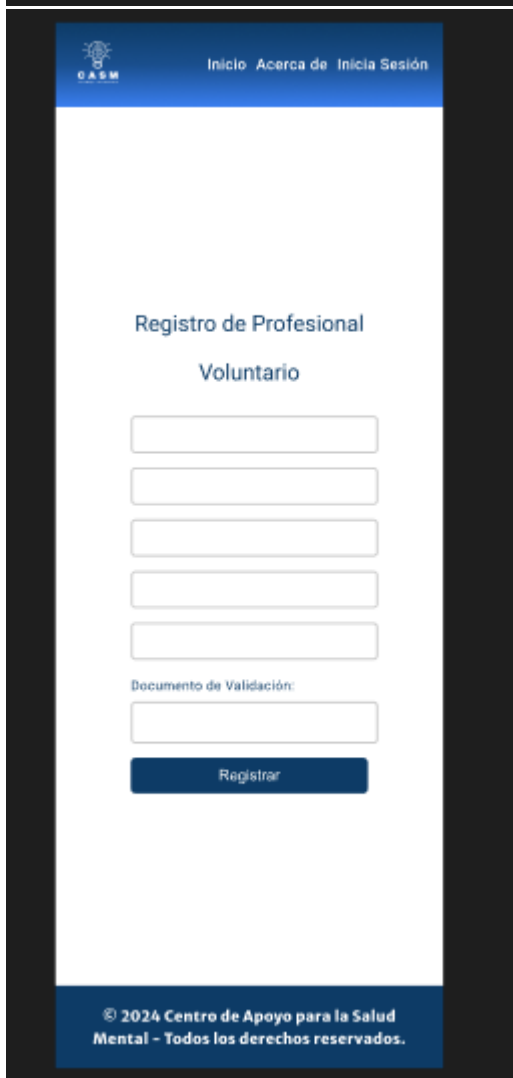 CASM
Inicio Acerca de Inicia Sesión
Registro de Profesional
Voluntario
Documento de Validación:
Registrar
© 2024 Centro de Apoyo para la Salud
Mental - Todos los derechos reservados.